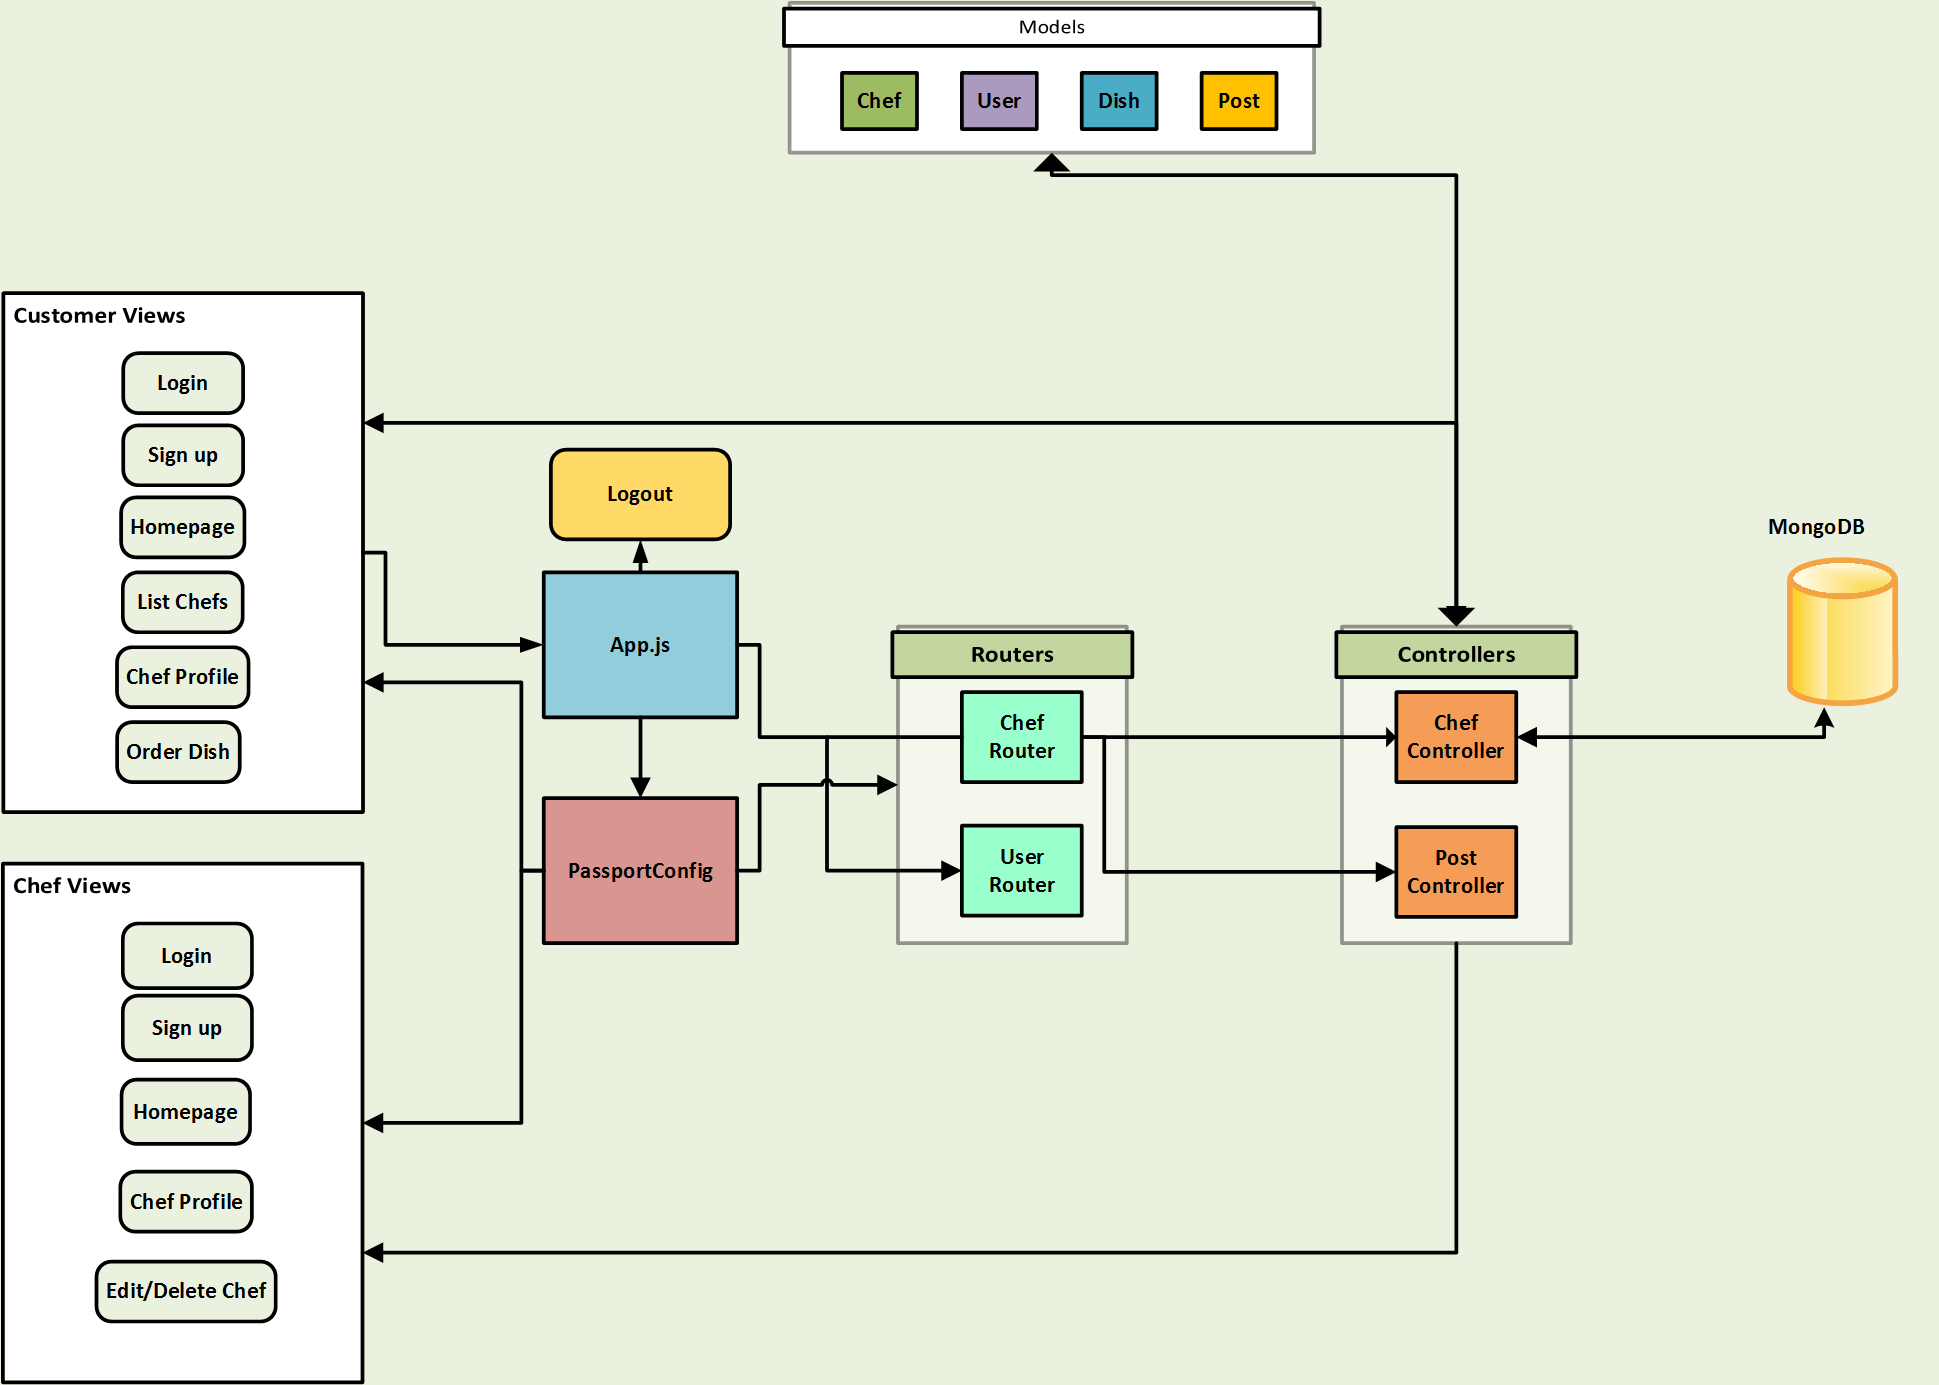 Models
Chef
User
Dish
Post
Customer Views
Login
Sign up
Homepage
List Chefs
Chef Profile
Order Dish
Logout
App.js
PassportConfig
Routers
Chef
Router
User
Router
Controllers
Chef
Controller
Post
Controller
MongoDB
Chef Views
Login
Sign up
Homepage
Chef Profile
Edit/Delete Chef